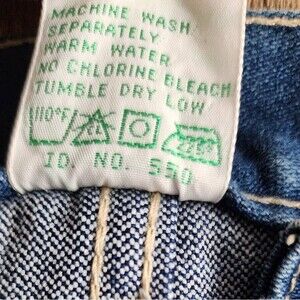 MACHINE WASH
SEPARATELY
WARM WATER
NO CHLORINE BLEACH
TUMBLE DRY LOW
110°F
ID NO. 550